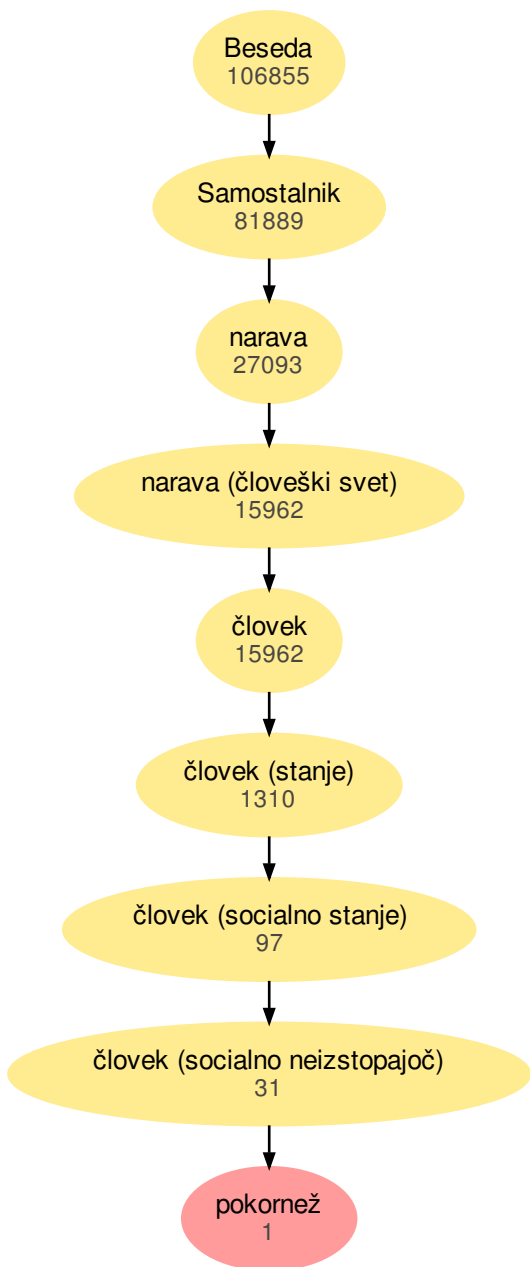 Beseda
106855
Samostalnik
81889
narava
27093
narava (človeški svet)
15962
človek
15962
človek (stanje)
1310
človek (socialno stanje)
97
človek (socialno neizstopajoč)
31
pokornež
1